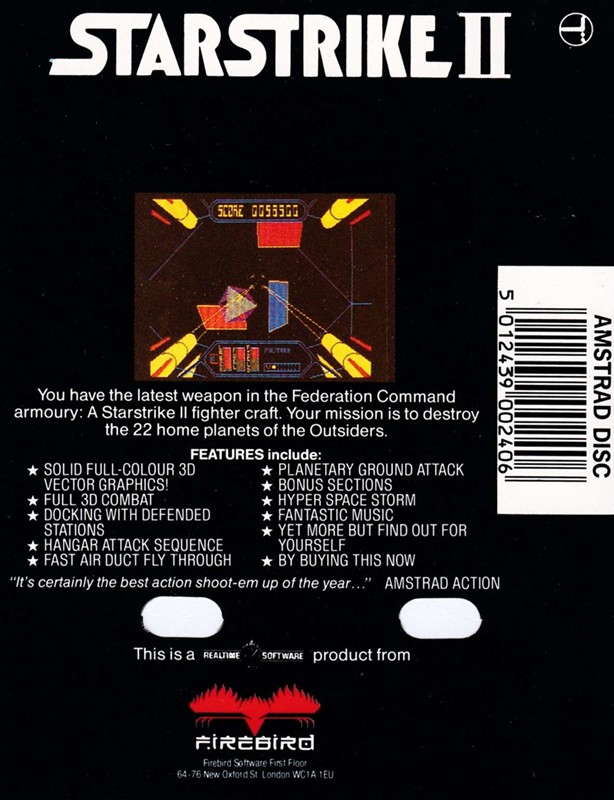 STARSTRIKE II
SCORE 0058500
You have the latest weapon in the Federation Command
armoury: A Starstrike II fighter craft. Your mission is to destroy
the 22 home planets of the Outsiders.
FEATURES include:
★ SOLID FULL-COLOUR 3D
VECTOR GRAPHICS!
★ FULL 3D COMBAT
★ DOCKING WITH DEFENDED
STATIONS
★ HANGAR ATTACK SEQUENCE
★ FAST AIR DUCT FLY THROUGH
★ PLANETARY GROUND ATTACK
★ BONUS SECTIONS
★ HYPER SPACE STORM
★ FANTASTIC MUSIC
★ YET MORE BUT FIND OUT FOR
YOURSELF
★ BY BUYING THIS NOW
"It's certainly the best action shoot-em up of the year..." AMSTRAD ACTION
AMSTRAD DISC
5 012439 002406
This is a REALTIME SOFTWARE product from
FIREBIRD
Firebird Software First Floor
64-76 New Oxford St. London WC1A 1EU